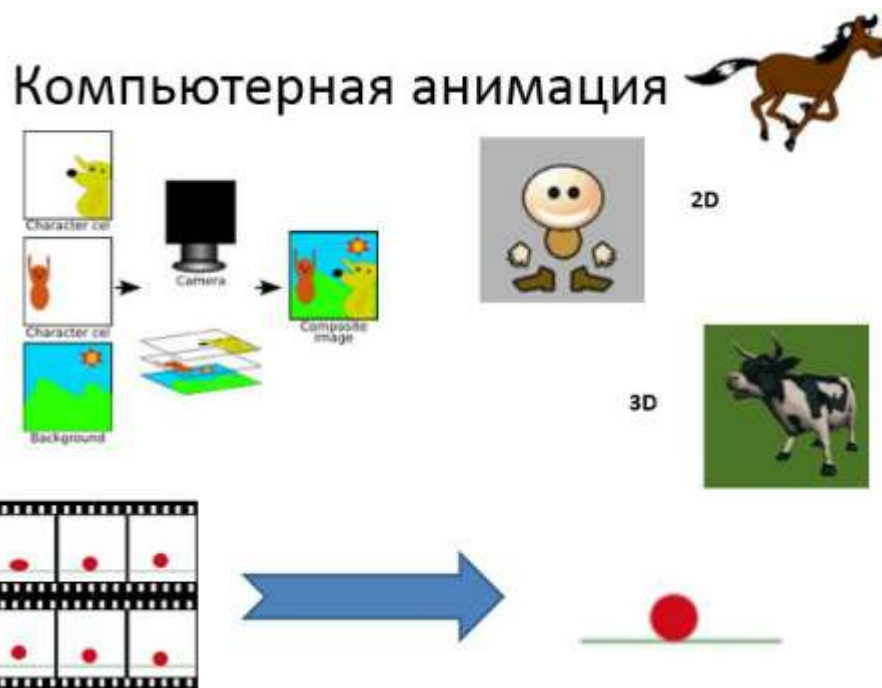 Компьютерная анимация
Character cel
Camera
Character cel
Composite
image
Background
2D
3D